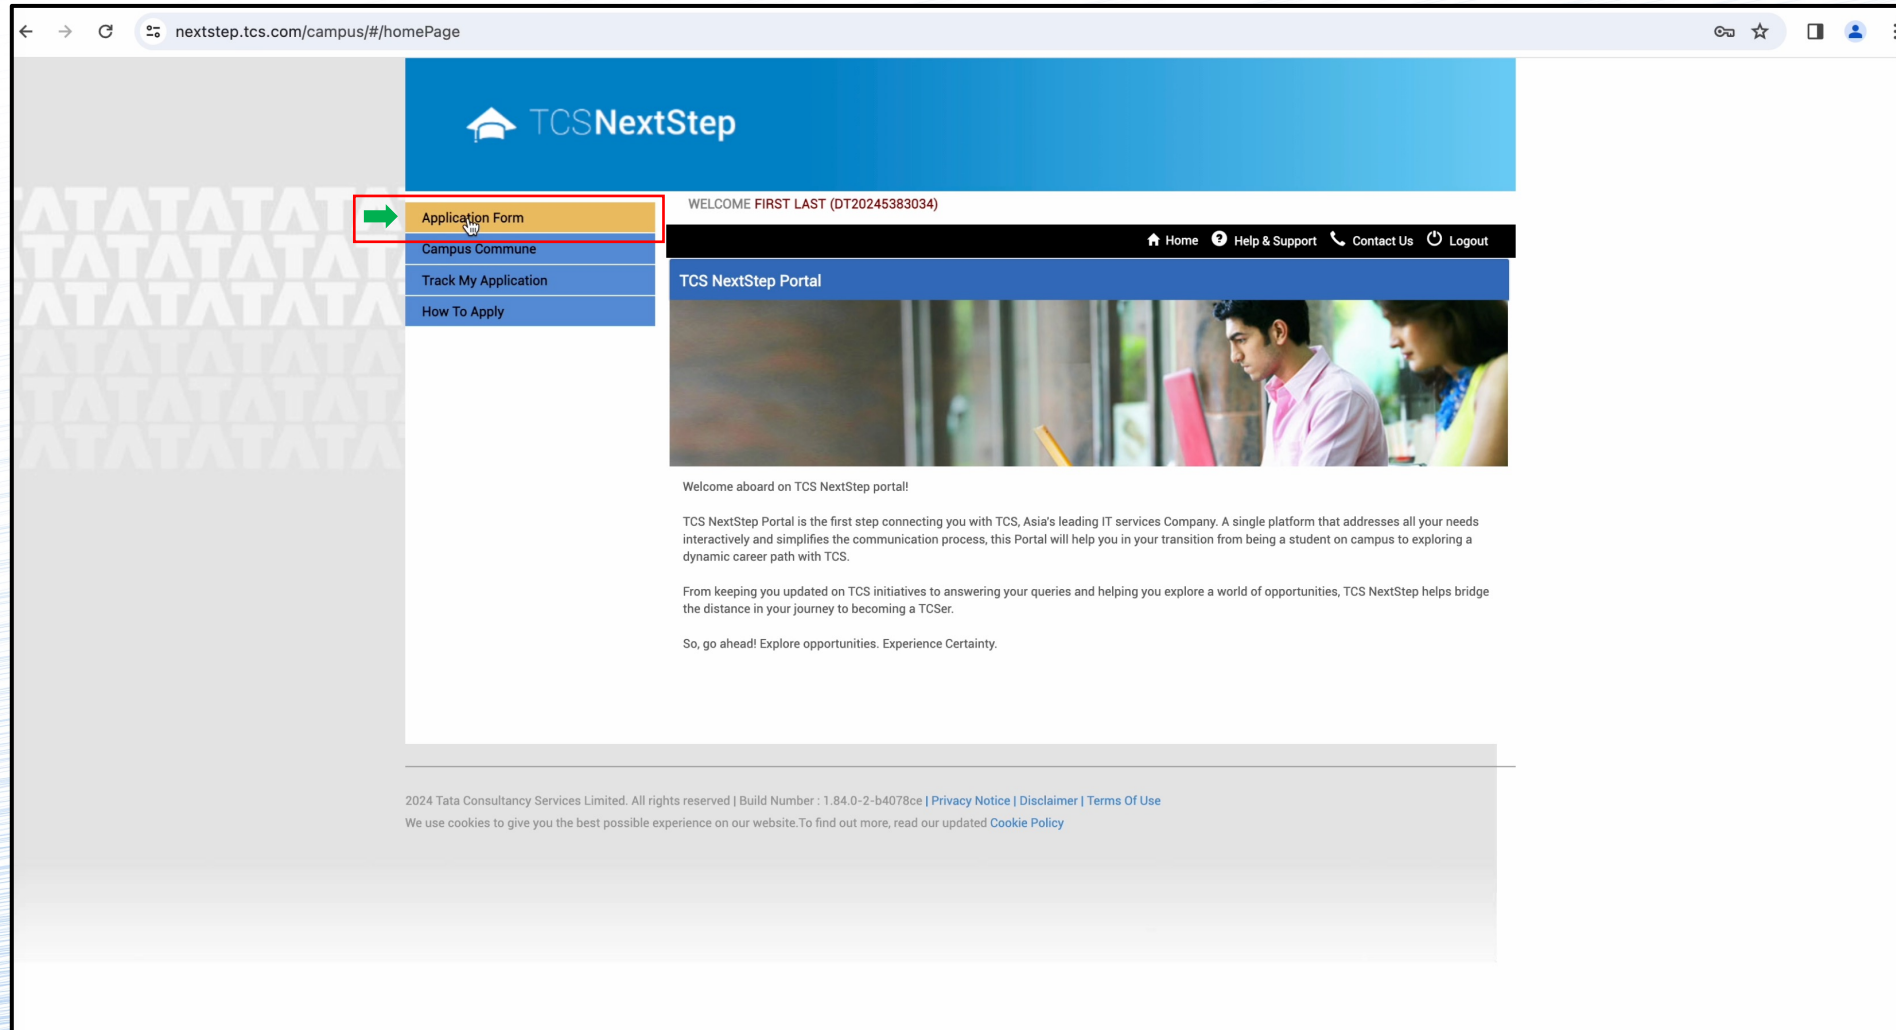 nextstep.tcs.com/campus/#/homePage
TCSNextStep
Application Form
Campus Commune
Track My Application
How To Apply
WELCOME FIRST LAST (DT20245383034)
Home Help & Support Contact Us Logout
TCS NextStep Portal
Welcome aboard on TCS NextStep portal!
TCS NextStep Portal is the first step connecting you with TCS, Asia's leading IT services Company. A single platform that addresses all your needs
interactively and simplifies the communication process, this Portal will help you in your transition from being a student on campus to exploring a
dynamic career path with TCS.
From keeping you updated on TCS initiatives to answering your queries and helping you explore a world of opportunities, TCS NextStep helps bridge
the distance in your journey to becoming a TCSer.
So, go ahead! Explore opportunities. Experience Certainty.
2024 Tata Consultancy Services Limited. All rights reserved | Build Number : 1.84.0-2-b4078ce | Privacy Notice | Disclaimer | Terms Of Use
We use cookies to give you the best possible experience on our website.To find out more, read our updated Cookie Policy